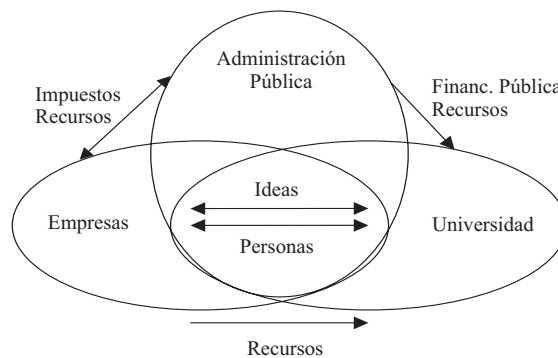 Administración
Pública
Impuestos
Recursos
Financ. Pública
Recursos
Ideas
Empresas
Universidad
Personas
Recursos